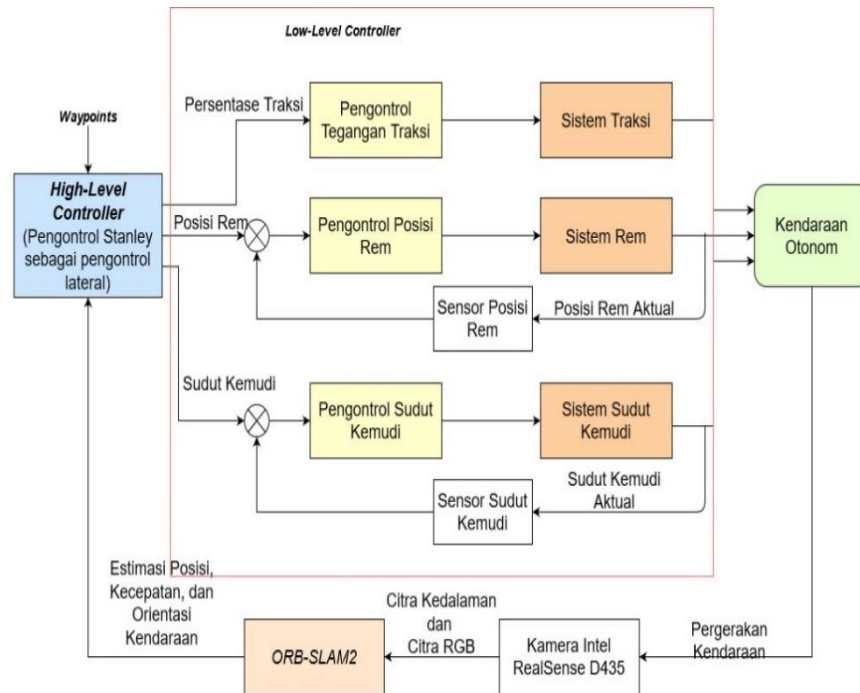 Low-Level Controller
Waypoints
High-Level
Controller
(Pengontrol Stanley
sebagai pengontrol
lateral)
Persentase Traksi
Pengontrol
Tegangan Traksi
Sistem Traksi
Posisi Rem
Pengontrol Posisi
Rem
Sistem Rem
Kendaraan
Otonom
Sensor Posisi
Rem
Posisi Rem Aktual
Sudut Kemudi
Pengontrol Sudut
Kemudi
Sistem Sudut
Kemudi
Sensor Sudut
Kemudi
Sudut Kemudi
Aktual
Estimasi Posisi,
Kecepatan, dan
Orientasi
Kendaraan
ORB-SLAM2
Citra Kedalaman
dan
Citra RGB
Kamera Intel
RealSense D435
Pergerakan
Kendaraan